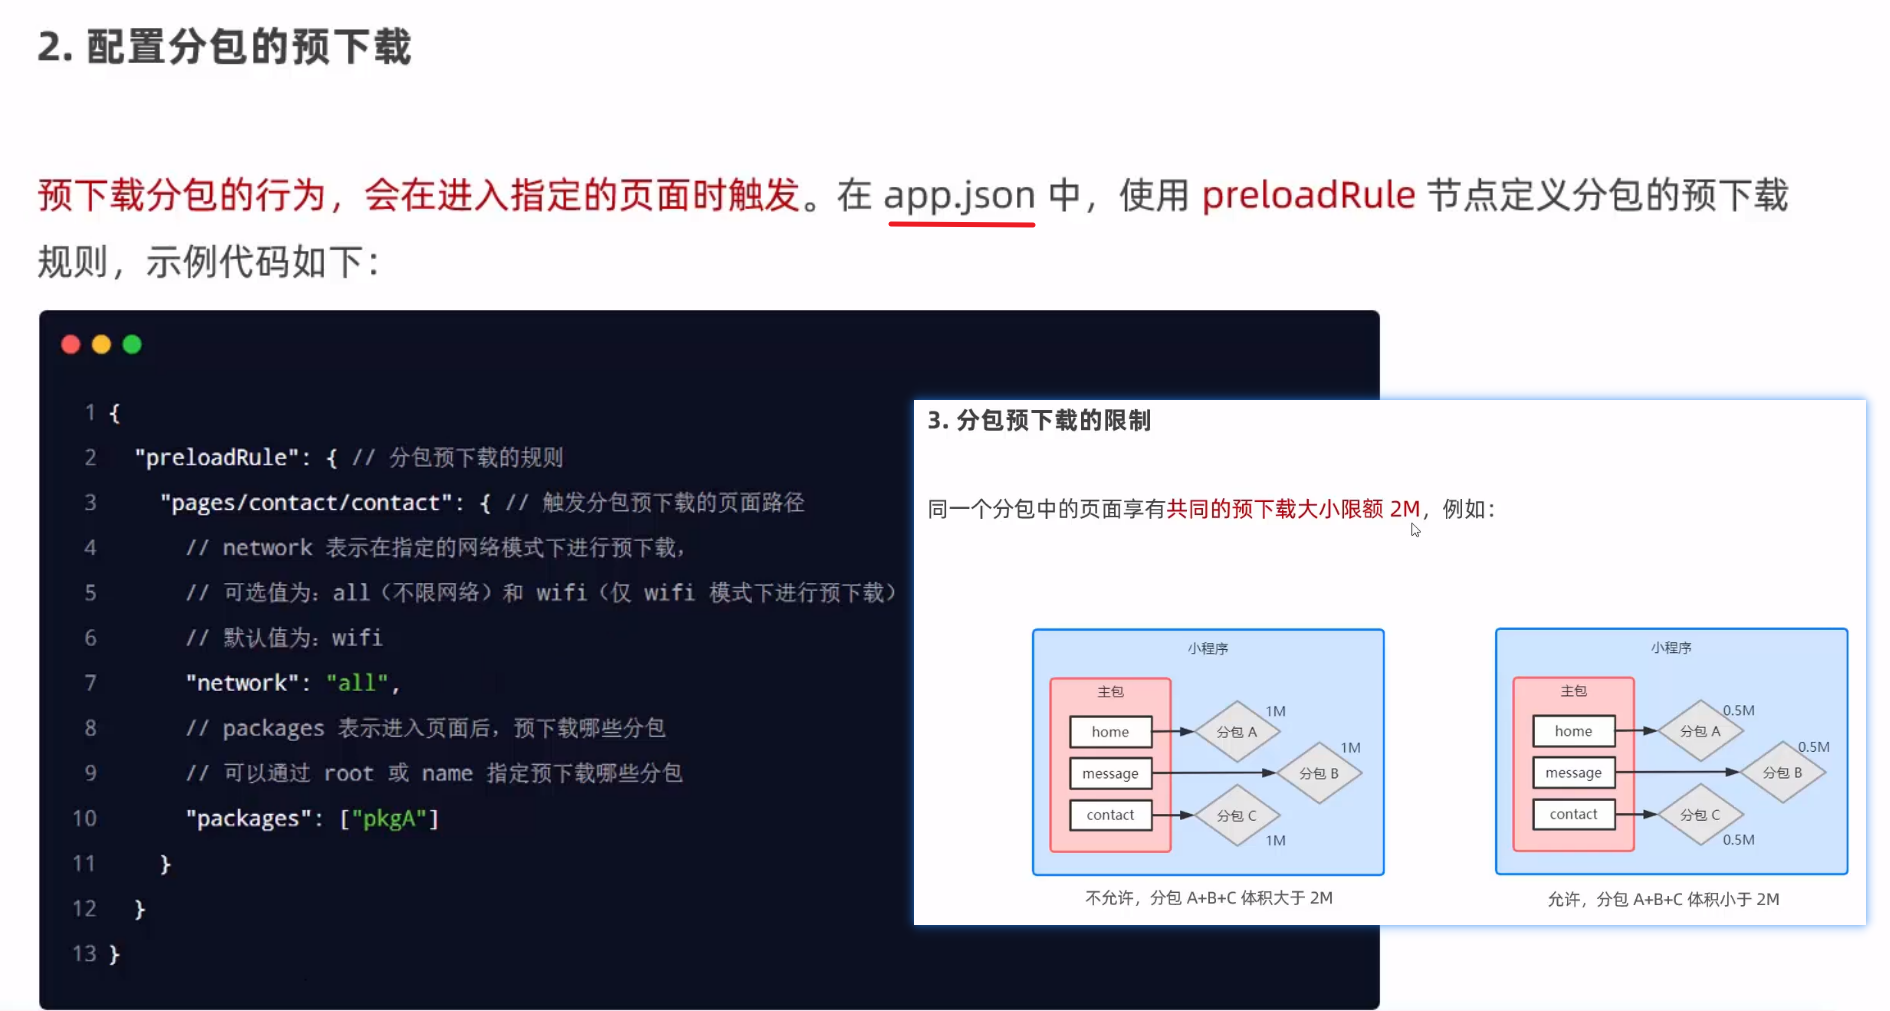 2. 配置分包的预下载
预下载分包的行为，会在进入指定的页面时触发。在 app.json 中，使用 preloadRule 节点定义分包的预下载
规则，示例代码如下：
1 {
2 "preloadRule": { // 分包预下载的规则
3 "pages/contact/contact": { // 触发分包预下载的页面路径
4 // network 表示在指定的网络模式下进行预下载，
5 // 可选值为：all（不限网络）和 wifi（仅 wifi 模式下进行预下载）
6 // 默认值为：wifi
7 "network": "all",
8 // packages 表示进入页面后，预下载哪些分包
9 // 可以通过 root 或 name 指定预下载哪些分包
10 "packages": ["pkgA"]
11 }
12 }
13 }
3. 分包预下载的限制
同一个分包中的页面享有共同的预下载大小限额 2M，例如：
小程序
主包
home
message
contact
分包 A
1M
分包 B
1M
分包 C
1M
不允许，分包 A+B+C 体积大于 2M
小程序
主包
home
message
contact
分包 A
0.5M
分包 B
0.5M
分包 C
0.5M
允许，分包 A+B+C 体积小于 2M